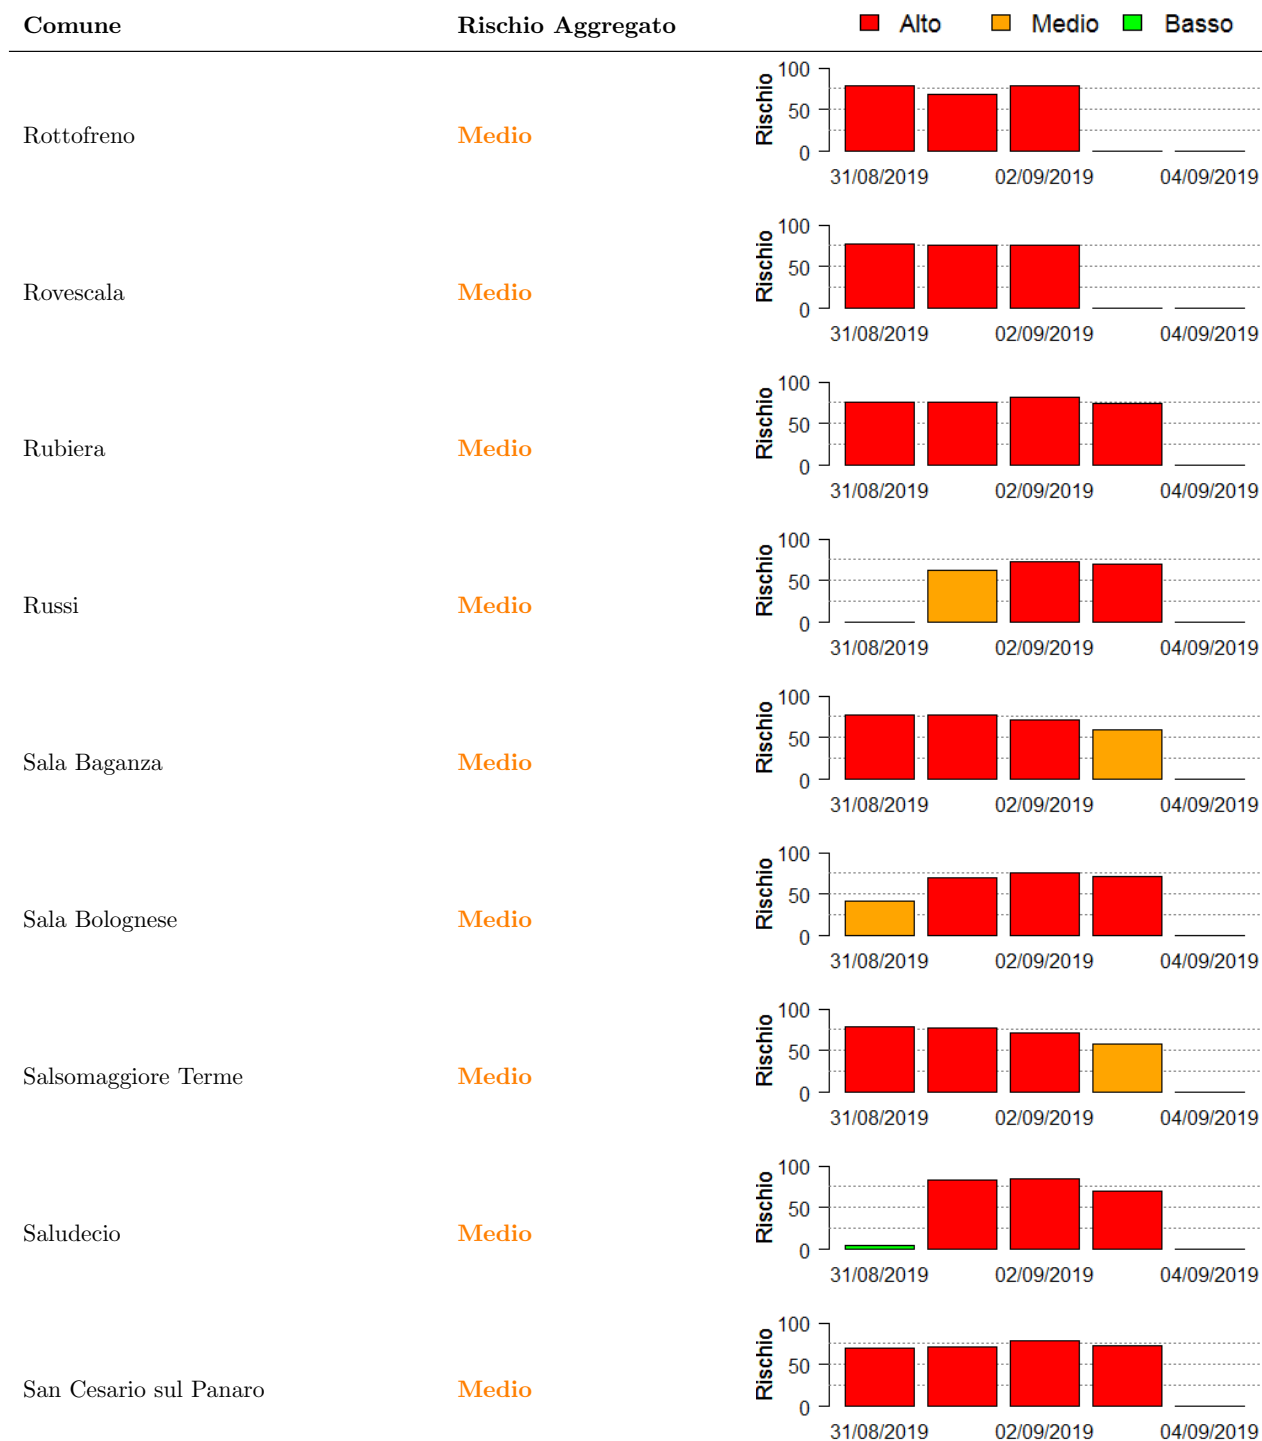 Comune Rischio Aggregato Alto Medio Basso
Rottofreno Medio
Rischio
100
50
0
31/08/2019 02/09/2019 04/09/2019
Rovescala Medio
Rischio
100
50
0
31/08/2019 02/09/2019 04/09/2019
Rubiera Medio
Rischio
100
50
0
31/08/2019 02/09/2019 04/09/2019
Russi Medio
Rischio
100
50
0
31/08/2019 02/09/2019 04/09/2019
Sala Baganza Medio
Rischio
100
50
0
31/08/2019 02/09/2019 04/09/2019
Sala Bolognese Medio
Rischio
100
50
0
31/08/2019 02/09/2019 04/09/2019
Salsomaggiore Terme Medio
Rischio
100
50
0
31/08/2019 02/09/2019 04/09/2019
Saludecio Medio
Rischio
100
50
0
31/08/2019 02/09/2019 04/09/2019
San Cesario sul Panaro Medio
Rischio
100
50
0
31/08/2019 02/09/2019 04/09/2019